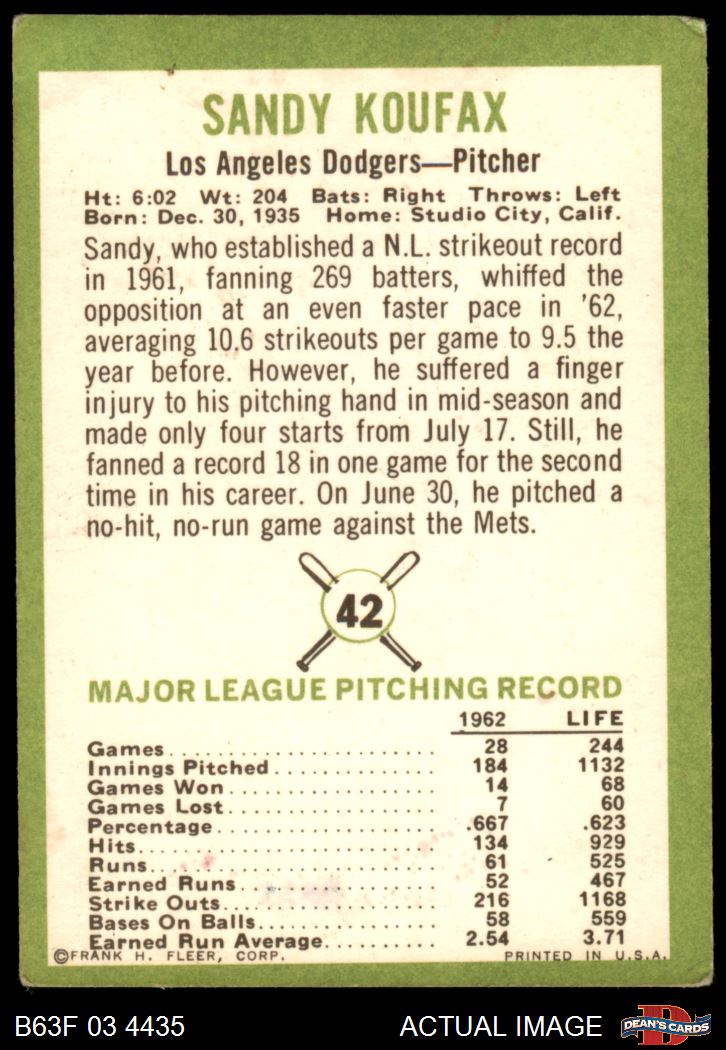 SANDY KOUFAX
Los Angeles Dodgers—Pitcher
Ht: 6:02 Wt: 204 Bats: Right Throws: Left
Born: Dec. 30, 1935 Home: Studio City, Calif.
Sandy, who established a N.L. strikeout record
in 1961, fanning 269 batters, whiffed the
opposition at an even faster pace in '62,
averaging 10.6 strikeouts per game to 9.5 the
year before. However, he suffered a finger
injury to his pitching hand in mid-season and
made only four starts from July 17. Still, he
fanned a record 18 in one game for the second
time in his career. On June 30, he pitched a
no-hit, no-run game against the Mets.
42
MAJOR LEAGUE PITCHING RECORD
1962 LIFE
Games 28 244
Innings Pitched 184 1132
Games Won 14 68
Games Lost 7 60
Percentage .667 .623
Hits 134 929
Runs 61 525
Earned Runs 52 467
Strike Outs 216 1168
Bases On Balls 58 559
Earned Run Average 2.54 3.71
©FRANK H. FLEER, CORP. PRINTED IN U.S.A.
B63F 03 4435 ACTUAL IMAGE D DEAN'S CARDS